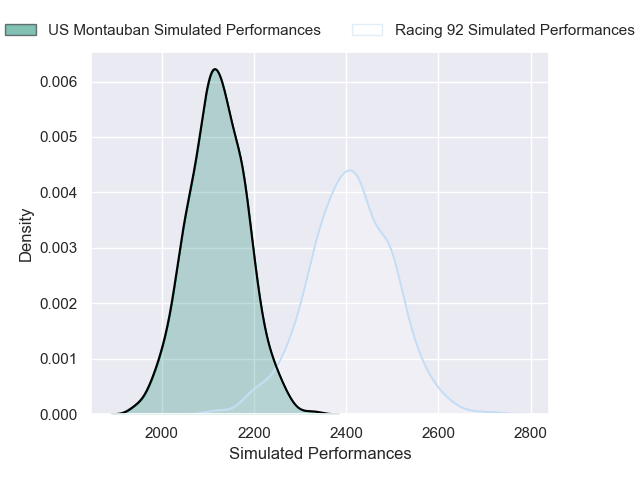 US Montauban Simulated Performances Racing 92 Simulated Performances
0.006
0.005
0.004
0.003
0.002
0.001
0.000
Density
2000 2200 2400 2600 2800
Simulated Performances